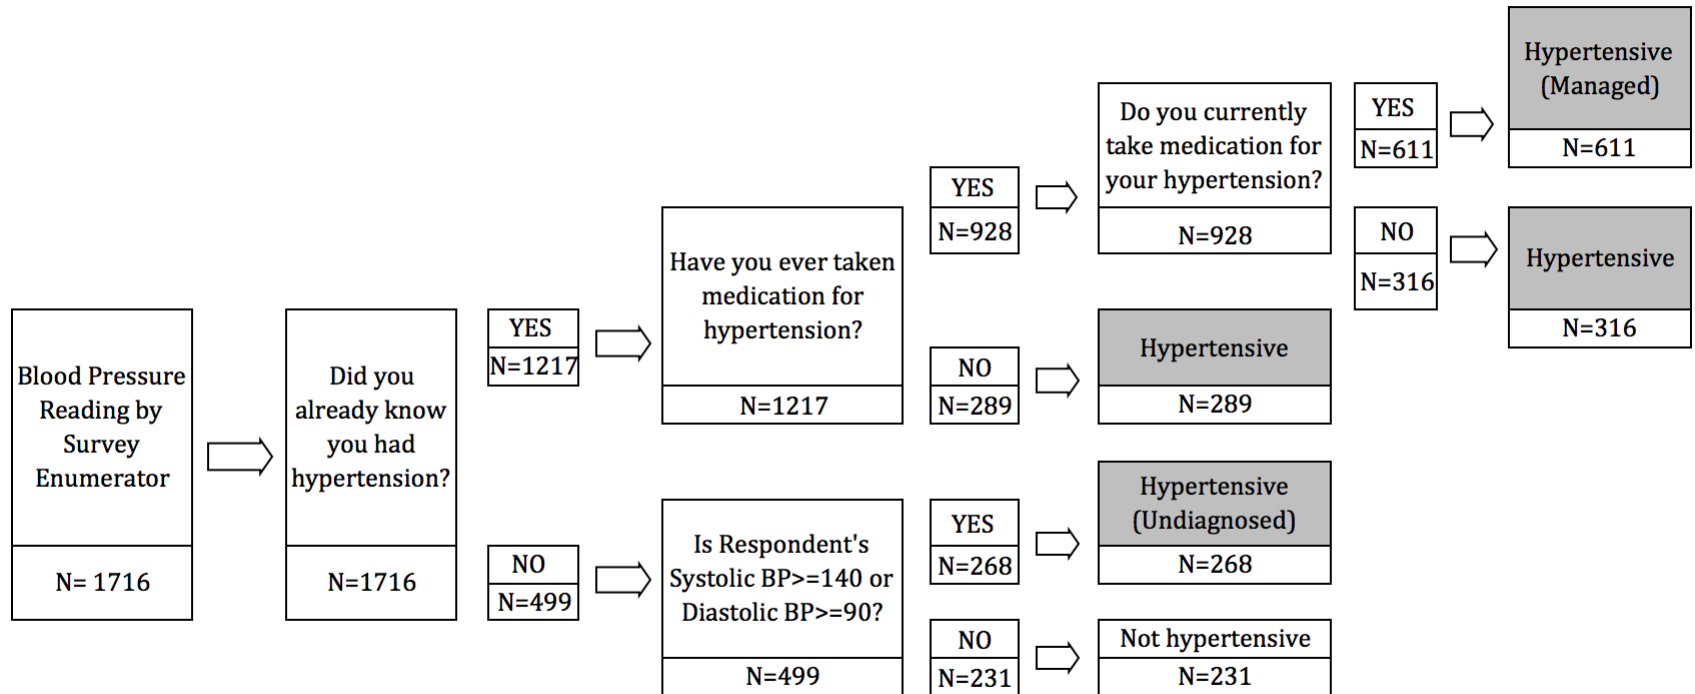 Blood Pressure
Reading by
Survey
Enumerator
N= 1716
Did you
already know
you had
hypertension?
N=1716
YES
N=1217
NO
N=499
Have you ever taken
medication for
hypertension?
N=1217
Is Respondent's
Systolic BP>=140 or
Diastolic BP>=90?
N=499
YES
N=928
NO
N=289
YES
N=268
NO
N=231
Do you currently
take medication for
your hypertension?
N=928
Hypertensive
N=289
Hypertensive
(Undiagnosed)
N=268
Not hypertensive
N=231
YES
N=611
NO
N=316
Hypertensive
(Managed)
N=611
Hypertensive
N=316